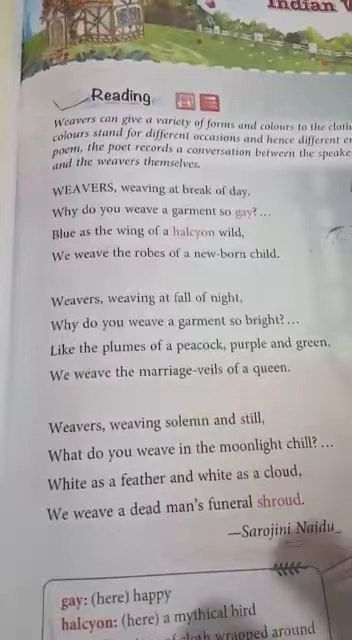 Indian
Reading
Weavers can give a variety of forms and colours to the cloth
colours stand for different occasions and hence different
poem, the poet records a conversation between the speake
and the weavers themselves.
WEAVERS, weaving at break of day,
Why do you weave a garment so gay?...
Blue as the wing of a halcyon wild,
We weave the robes of a new-born child.
Weavers, weaving at fall of night,
Why do you weave a garment so bright?...
Like the plumes of a peacock, purple and green,
We weave the marriage-veils of a queen.
Weavers, weaving solemn and still,
What do you weave in the moonlight chill?...
White as a feather and white as a cloud,
We weave a dead man's funeral shroud.
—Sarojini Naidu
gay: (here) happy
halcyon: (here) a mythical bird
cloth wrapped around